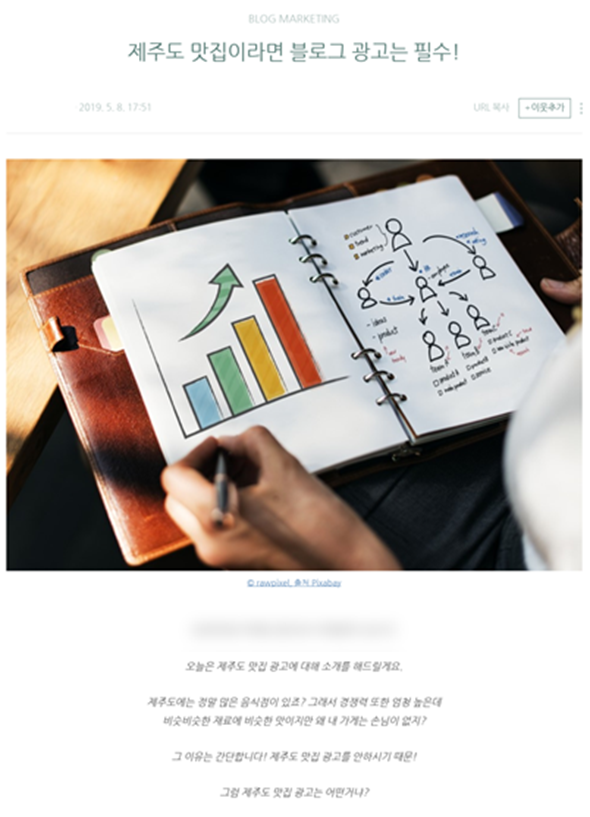 BLOG MARKETING
제주도 맛집이라면 블로그 광고는 필수!
2019. 5. 8. 17:51
URL 복사
+이웃추가
customer
trend
marketing
- ideas
- product
© rawpixel, 출처 Pixabay
오늘은 제주도 맛집 광고에 대해 소개를 해드릴게요.
제주도에는 정말 많은 음식점이 있죠? 그래서 경쟁력 또한 엄청 높은데
비슷비슷한 재료에 비슷한 맛이지만 왜 내 가게는 손님이 없지?
그 이유는 간단합니다! 제주도 맛집 광고를 안하시기 때문!
그럼 제주도 맛집 광고는 어떤거냐?